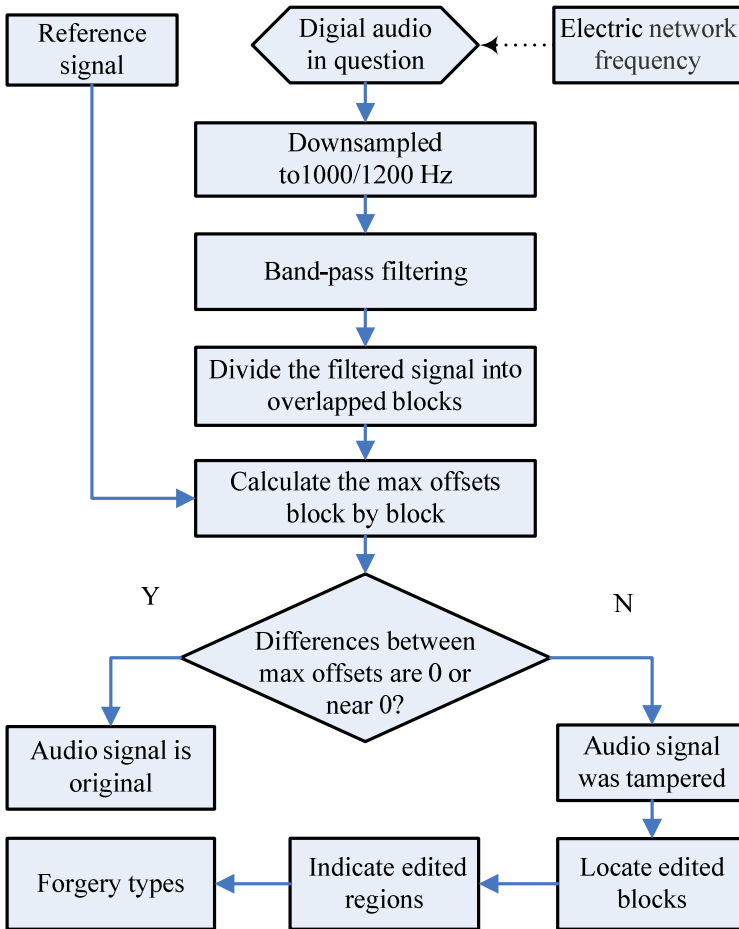 Reference
signal
Digial audio
in question
Electric network
frequency
Downsampled
to1000/1200 Hz
Band-pass filtering
Divide the filtered signal into
overlapped blocks
Calculate the max offsets
block by block
Y
N
Differences between
max offsets are 0 or
near 0?
Audio signal is
original
Audio signal
was tampered
Forgery types
Indicate edited
regions
Locate edited
blocks